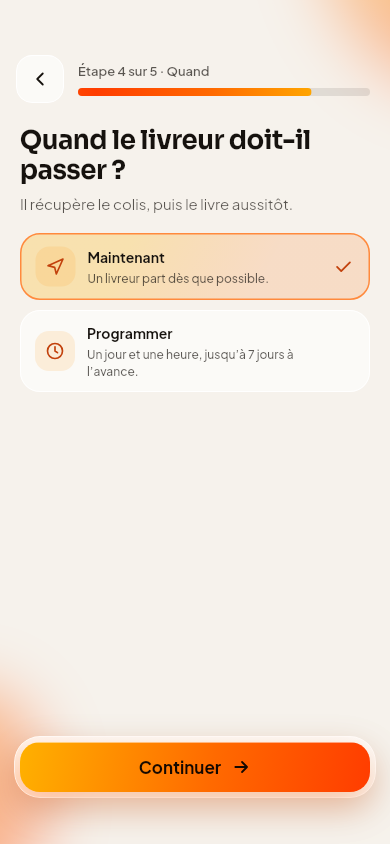 Étape 4 sur 5 · Quand
Quand le livreur doit-il
passer ?
Il récupère le colis, puis le livre aussitôt.
Maintenant
Un livreur part dès que possible.
Programmer
Un jour et une heure, jusqu'à 7 jours à
l'avance.
Continuer →